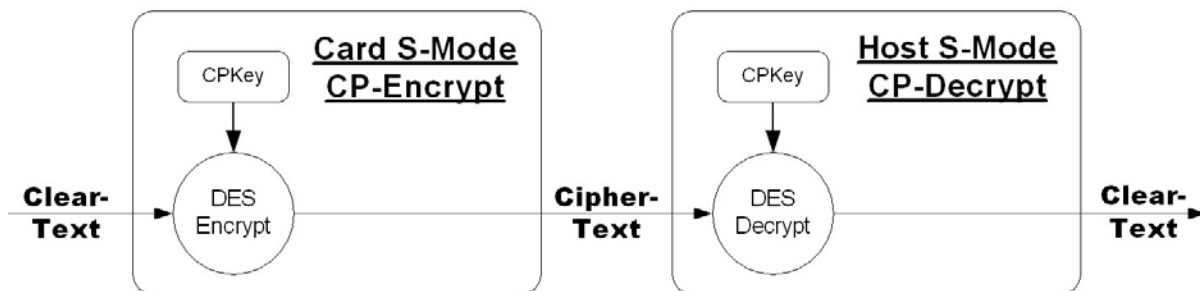 Card S-Mode
CP-Encrypt
CPKey
DES
Encrypt
Clear-
Text
Cipher-
Text
Host S-Mode
CP-Decrypt
CPKey
DES
Decrypt
Clear-
Text